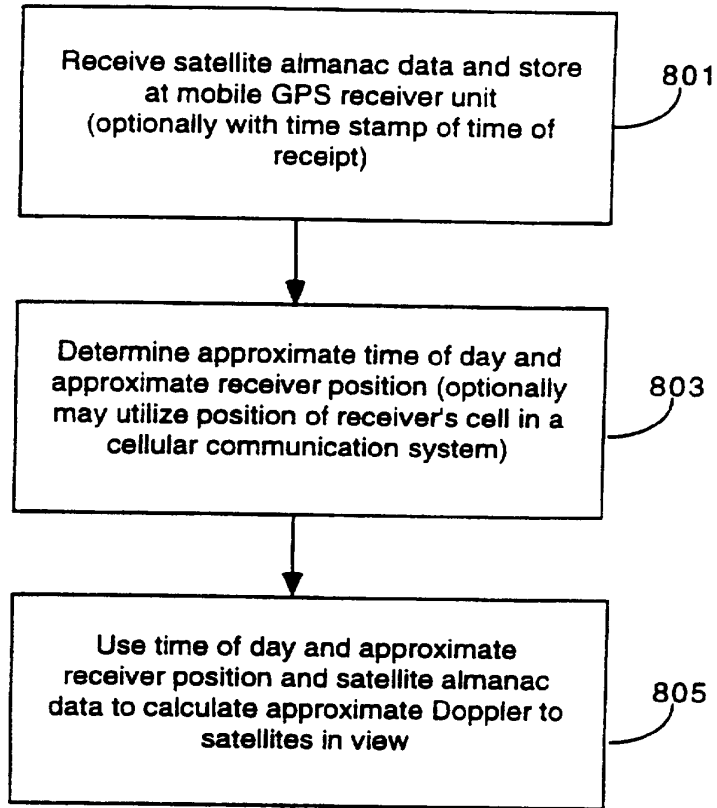 Receive satellite almanac data and store
at mobile GPS receiver unit
(optionally with time stamp of time of
receipt)
801
Determine approximate time of day and
approximate receiver position (optionally
may utilize position of receiver's cell in a
cellular communication system)
803
Use time of day and approximate
receiver position and satellite almanac
data to calculate approximate Doppler to
satellites in view
805